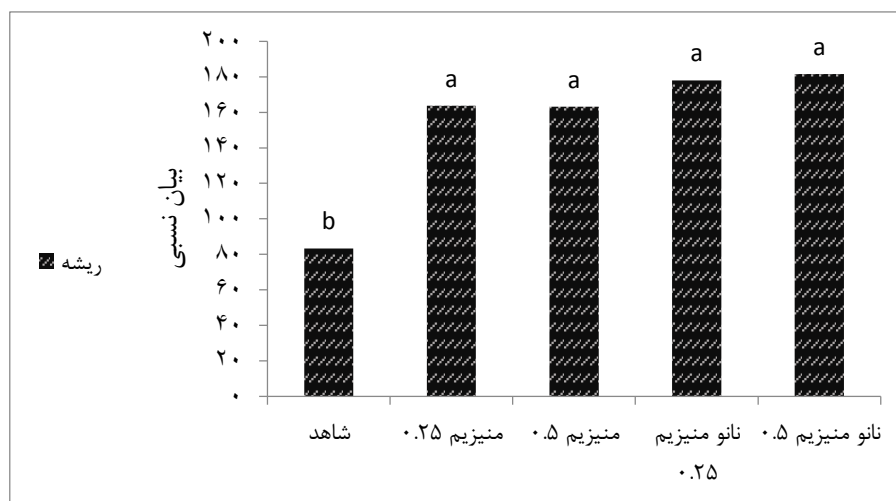 بیان نسبی
۲۰۰
۱۸۰
۱۶۰
۱۴۰
۱۲۰
۱۰۰
۸۰
۶۰
۴۰
۲۰
۰
b
a
a
a
a
شاهد
منیزیم ۰.۲۵
منیزیم ۰.۵
نانو منیزیم
۰.۲۵
نانو منیزیم ۰.۵
ریشه